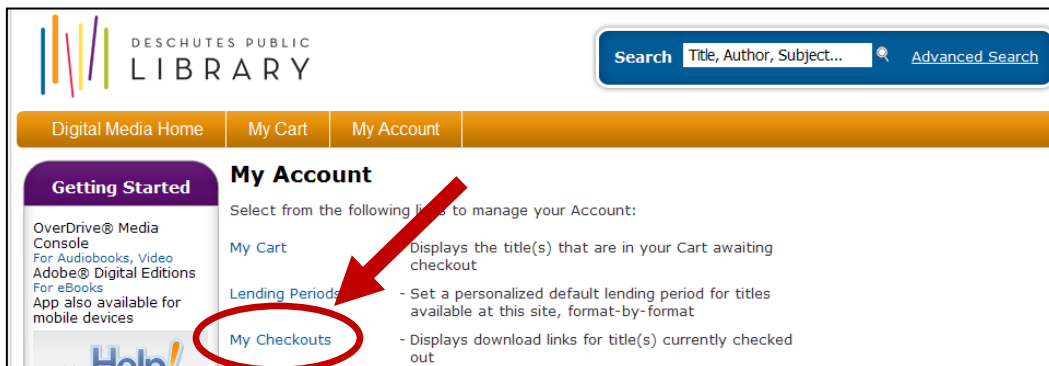 DESCHUTES PUBLIC
LIBRARY
Search Title, Author, Subject... Advanced Search
Digital Media Home My Cart My Account
Getting Started
OverDrive® Media
Console
For Audiobooks, Video
Adobe® Digital Editions
For eBooks
App also available for
mobile devices
Help!
My Account
Select from the following links to manage your Account:
My Cart Displays the title(s) that are in your Cart awaiting
checkout
Lending Periods - Set a personalized default lending period for titles
available at this site, format-by-format
My Checkouts - Displays download links for title(s) currently checked
out